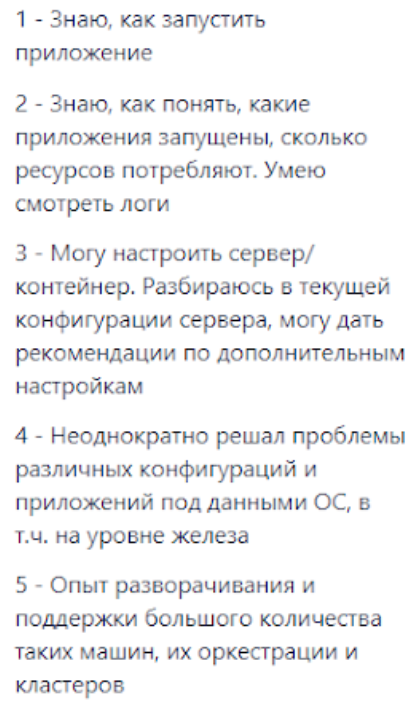 1 - Знаю, как запустить
приложение
2 - Знаю, как понять, какие
приложения запущены, сколько
ресурсов потребляют. Умею
смотреть логи
3 - Могу настроить сервер/
контейнер. Разбираюсь в текущей
конфигурации сервера, могу дать
рекомендации по дополнительным
настройкам
4 - Неоднократно решал проблемы
различных конфигураций и
приложений под данными ОС, в
т.ч. на уровне железа
5 - Опыт разворачивания и
поддержки большого количества
таких машин, их оркестрации и
кластеров